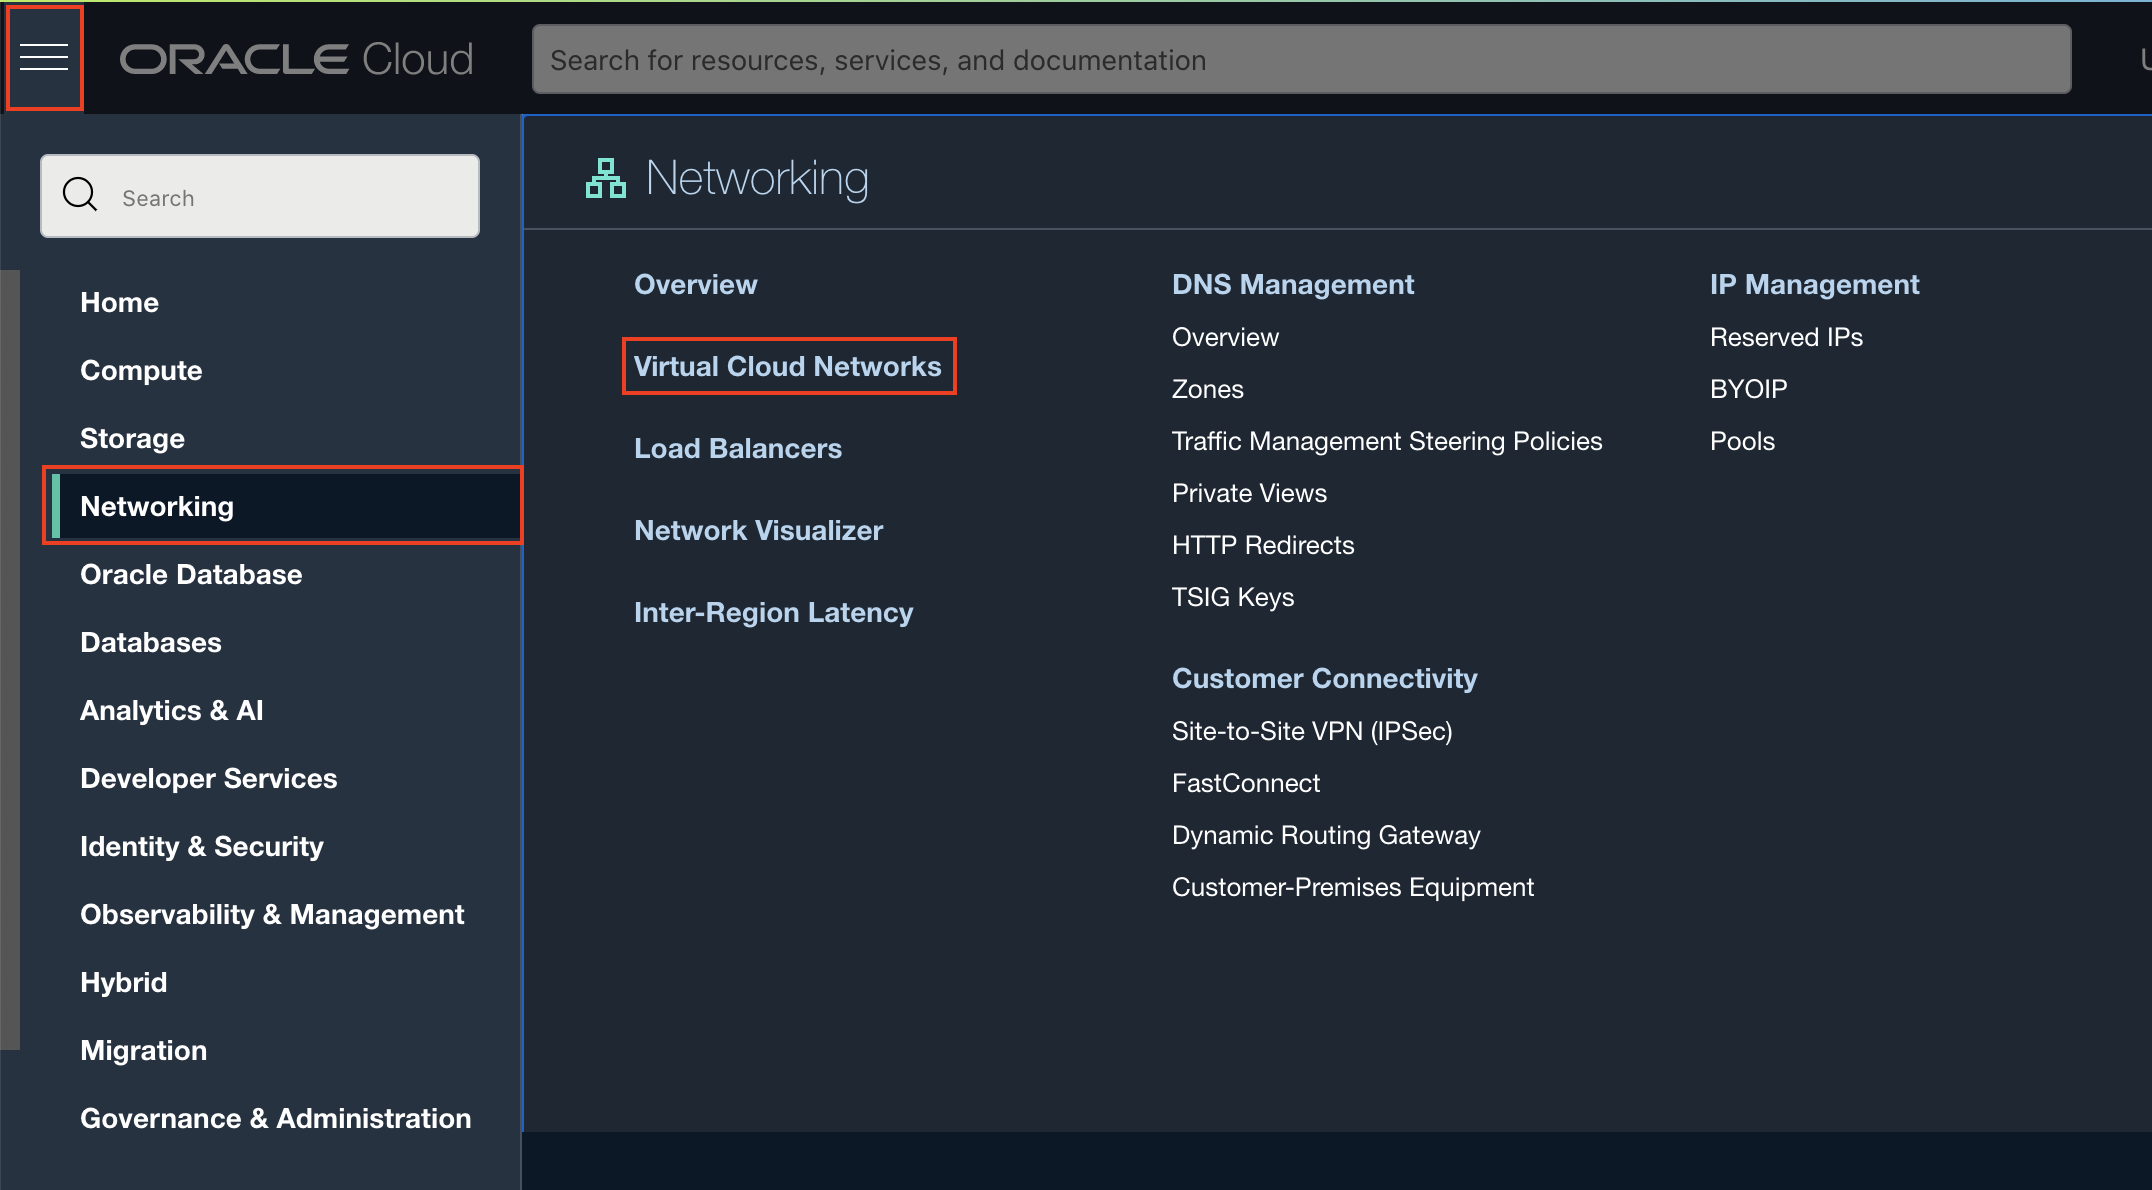 ORACLE Cloud
Search for resources, services, and documentation
Search
Home
Compute
Storage
Networking
Oracle Database
Databases
Analytics & AI
Developer Services
Identity & Security
Observability & Management
Hybrid
Migration
Governance & Administration
Networking
Overview
Virtual Cloud Networks
Load Balancers
Network Visualizer
Inter-Region Latency
DNS Management
Overview
Zones
Traffic Management Steering Policies
Private Views
HTTP Redirects
TSIG Keys
Customer Connectivity
Site-to-Site VPN (IPSec)
FastConnect
Dynamic Routing Gateway
Customer-Premises Equipment
IP Management
Reserved IPs
BYOIP
Pools